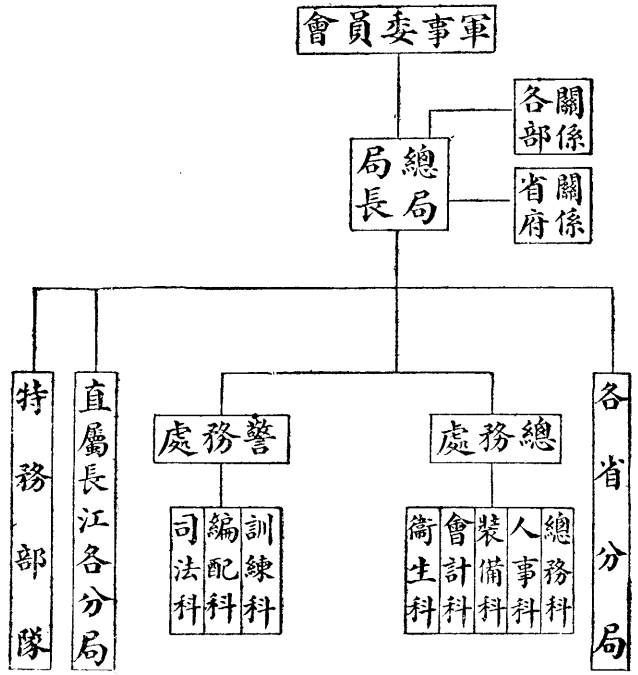 軍事委員會
關係各部
總局局長
關係省府
各省分局
總務處
警務處
直屬長江各分局
特務部隊
總務科
人事科
裝備科
會計科
衞生科
訓練科
編配科
司法科